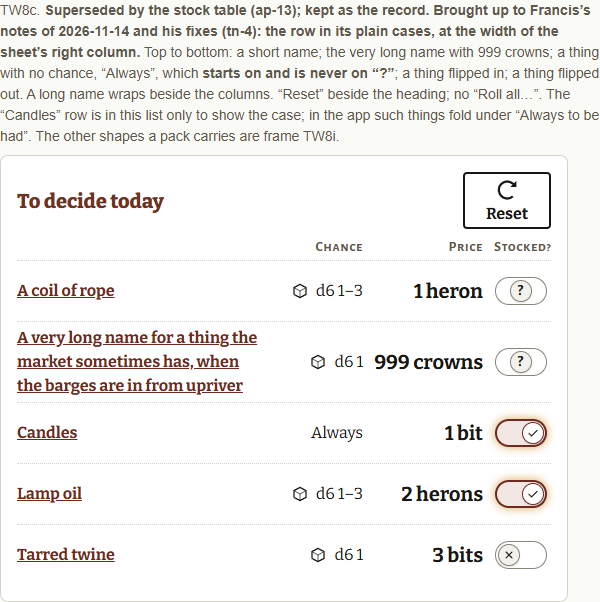 TW8c. Superseded by the stock table (ap-13); kept as the record. Brought up to Francis’s
notes of 2026-11-14 and his fixes (tn-4): the row in its plain cases, at the width of the
sheet’s right column. Top to bottom: a short name; the very long name with 999 crowns; a thing
with no chance, “Always”, which starts on and is never on “?”; a thing flipped in; a thing flipped
out. A long name wraps beside the columns. “Reset” beside the heading; no “Roll all…”. The
“Candles” row is in this list only to show the case; in the app such things fold under “Always to be
had”. The other shapes a pack carries are frame TW8i.
To decide today
Reset
Chance Price Stocked?
A coil of rope d6 1–3 1 heron ?
A very long name for a thing the
market sometimes has, when d6 1 999 crowns ?
the barges are in from upriver
Candles Always 1 bit
Lamp oil d6 1–3 2 herons
Tarred twine d6 1 3 bits